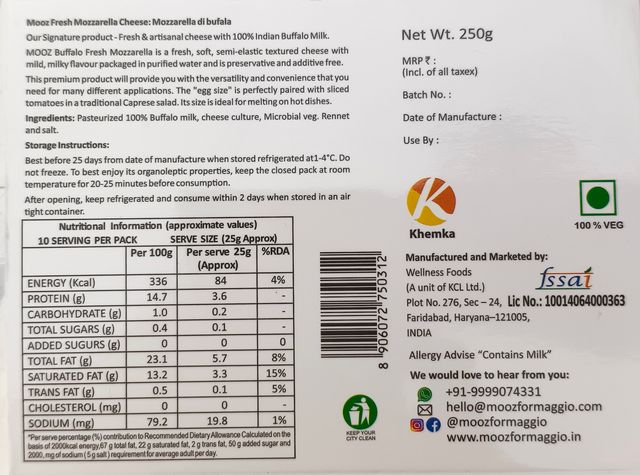 Mooz Fresh Mozzarella Cheese: Mozzarella di bufala
Our Signature product - Fresh & artisanal cheese with 100% Indian Buffalo Milk.
MOOZ Buffalo Fresh Mozzarella is a fresh, soft, semi-elastic textured cheese with
mild, milky flavour packaged in purified water and is preservative and additive free.
This premium product will provide you with the versatility and convenience that you
need for many different applications. The "egg size" is perfectly paired with sliced
tomatoes in a traditional Caprese salad. Its size is ideal for melting on hot dishes.
Ingredients: Pasteurized 100% Buffalo milk, cheese culture, Microbial veg. Rennet
and salt.
Storage Instructions:
Best before 25 days from date of manufacture when stored refrigerated at1-4°C. Do
not freeze. To best enjoy its organoleptic properties, keep the closed pack at room
temperature for 20-25 minutes before consumption.
After opening, keep refrigerated and consume within 2 days when stored in an air
tight container.
Nutritional Information (approximate values)
10 SERVING PER PACK SERVE SIZE (25g Approx)
Per 100g Per serve 25g (Approx) %RDA
ENERGY (Kcal) 336 84 4%
PROTEIN (g) 14.7 3.6 -
CARBOHYDRATE (g) 1.0 0.2 -
TOTAL SUGARS (g) 0.4 0.1 -
ADDED SUGURS (g) 0 0 0
TOTAL FAT (g) 23.1 5.7 8%
SATURATED FAT (g) 13.2 3.3 15%
TRANS FAT (g) 0.5 0.1 5%
CHOLESTEROL (mg) 0 0 -
SODIUM (mg) 79.2 19.8 1%
*Per serve percentage (%) contribution to Recommended Dietary Allowance Calculated on the
basis of 2000kcal energy,67 g total fat, 22 g saturated fat, 2 g trans fat, 50 g added sugar and
2000, mg of sodium (5 g salt) requirement for average adult per day.
8 906072 750312
KEEP YOUR
CITY CLEAN
Net Wt. 250g
MRP ₹ :
(Incl. of all taxex)
Batch No. :
Date of Manufacture :
Use By :
Khemka
100 % VEG
Manufactured and Marketed by:
Wellness Foods
(A unit of KCL Ltd.)
fssai
Plot No. 276, Sec – 24, Lic No.: 10014064000363
Faridabad, Haryana–121005,
INDIA
Allergy Advise "Contains Milk"
We would love to hear from you:
+91-9999074331
hello@moozformaggio.com
@moozformaggio
www.moozformaggio.in